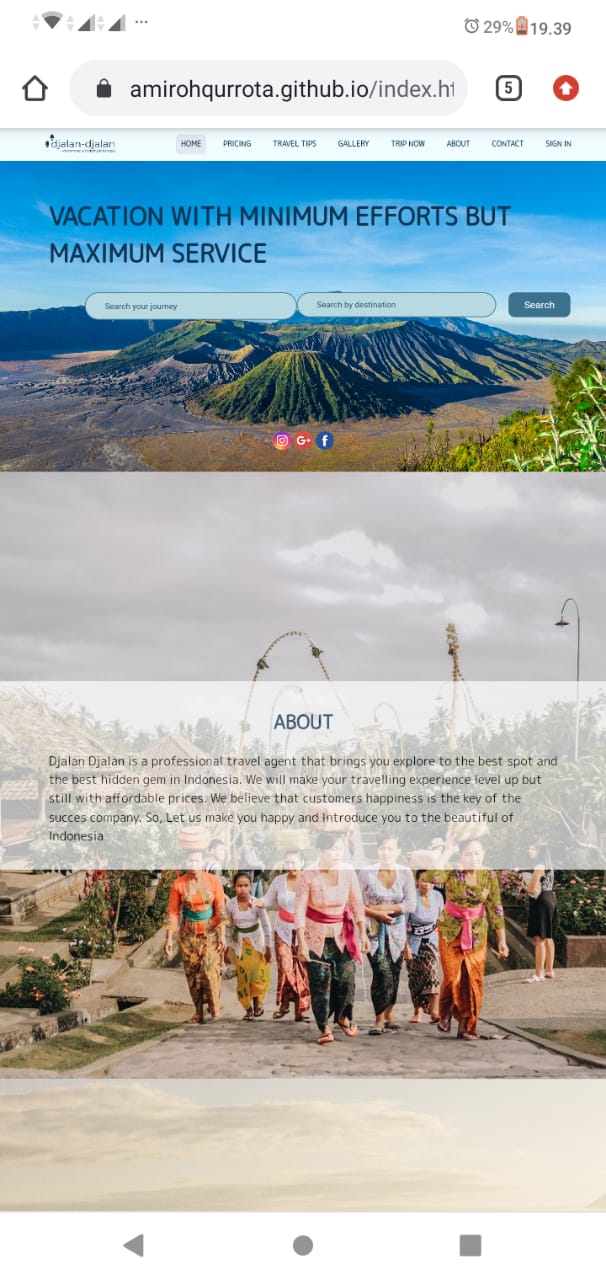 29% 19.39
amirohqurrota.github.io/index.ht
5
djalan-djalan
HOME PRICING TRAVEL TIPS GALLERY TRIP NOW ABOUT CONTACT SIGN IN
VACATION WITH MINIMUM EFFORTS BUT
MAXIMUM SERVICE
Search your journey Search by destination Search
G+ f
ABOUT
Djalan Djalan is a professional travel agent that brings you explore to the best spot and
the best hidden gem in Indonesia. We will make your travelling experience level up but
still with affordable prices. We believe that customers happiness is the key of the
succes company. So, Let us make you happy and Introduce you to the beautiful of
Indonesia